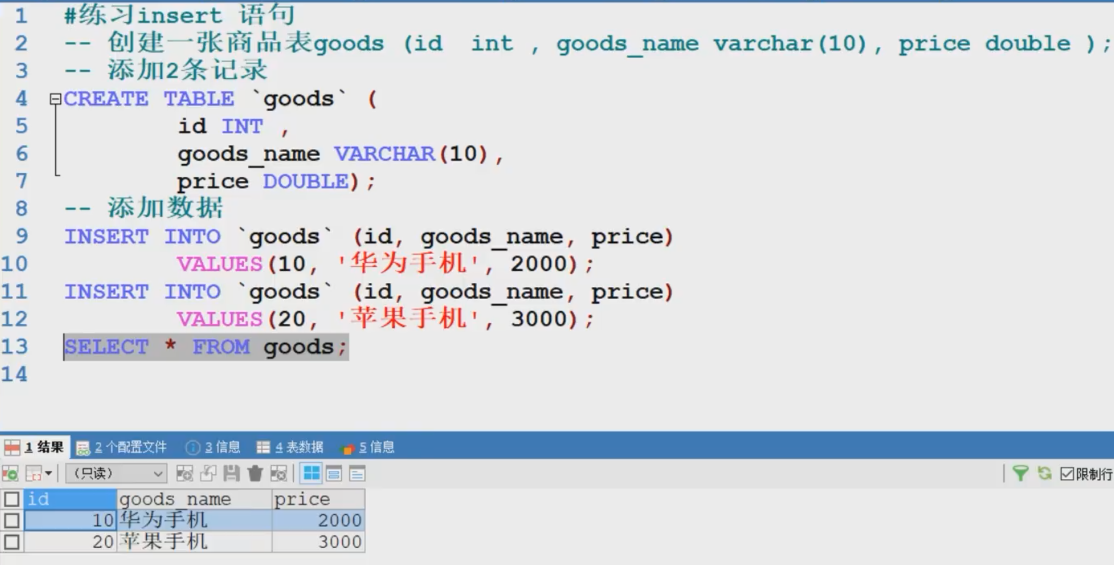 1 #练习insert 语句
2 -- 创建一张商品表goods (id  int , goods_name varchar(10), price double );
3 -- 添加2条记录
4 CREATE TABLE `goods` (
5 id INT ,
6 goods_name VARCHAR(10),
7 price DOUBLE);
8 -- 添加数据
9 INSERT INTO `goods` (id, goods_name, price)
10 VALUES(10, '华为手机', 2000);
11 INSERT INTO `goods` (id, goods_name, price)
12 VALUES(20, '苹果手机', 3000);
13 SELECT * FROM goods;
14
1 结果 2 个配置文件 3 信息 4 表数据 5 信息
(只读) 限制行
id goods_name price
10 华为手机 2000
20 苹果手机 3000